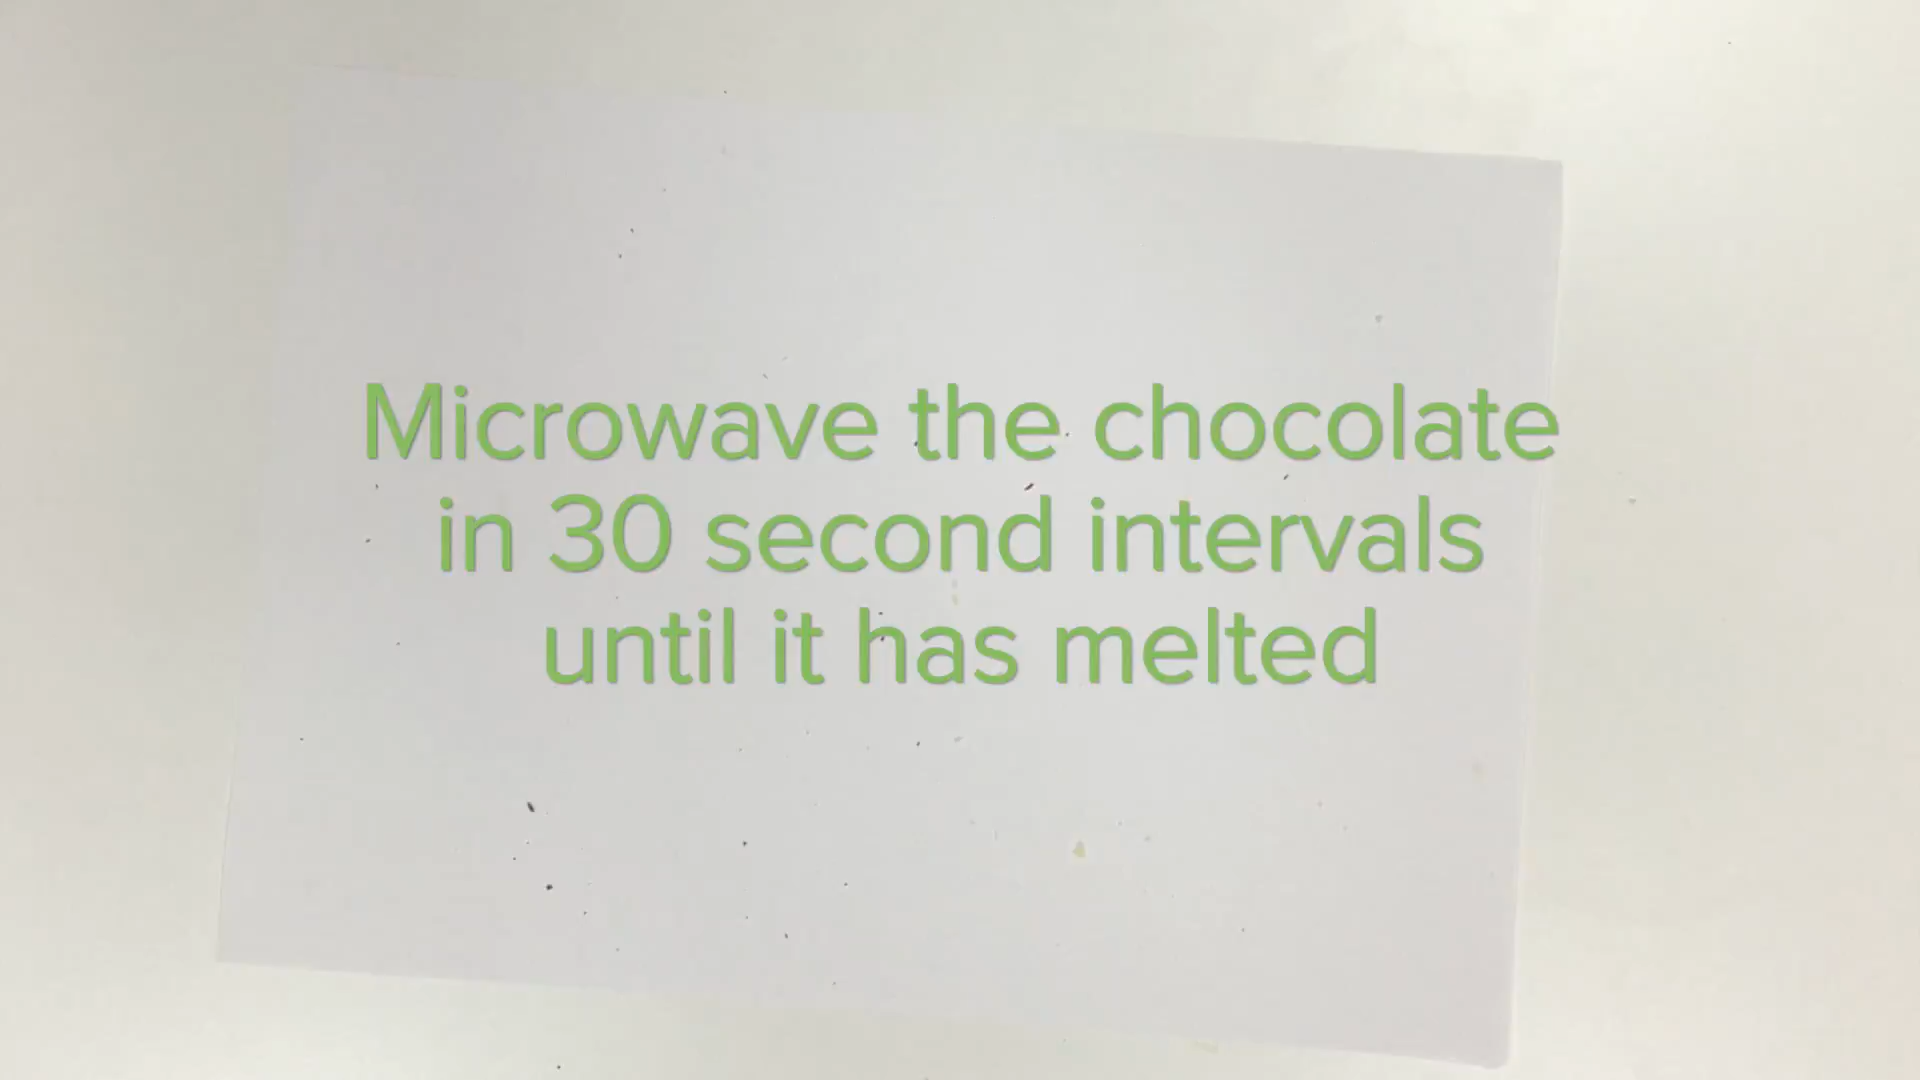 Microwave the chocolate
in 30 second intervals
until it has melted